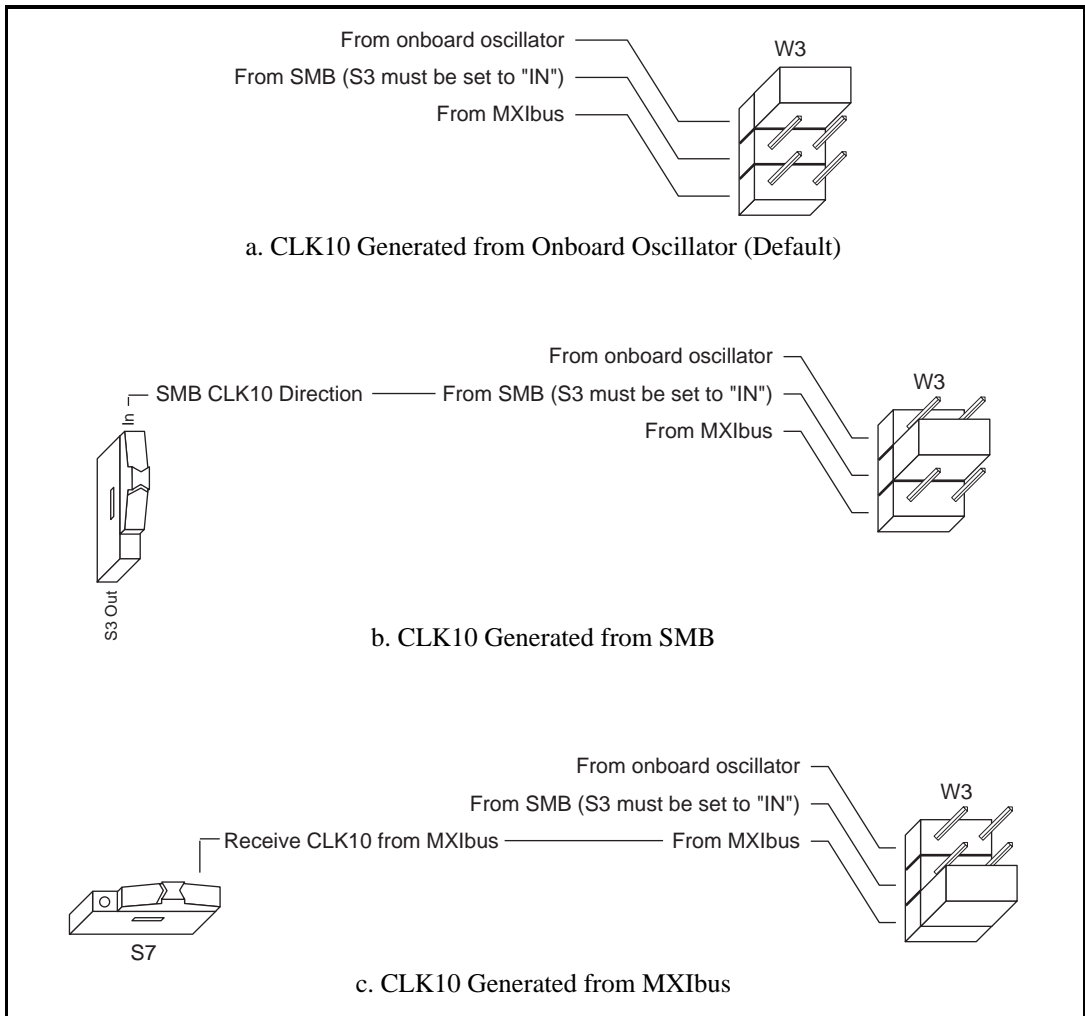 From onboard oscillator
W3
From SMB (S3 must be set to "IN")
From MXIbus
a. CLK10 Generated from Onboard Oscillator (Default)
From onboard oscillator
W3
In
SMB CLK10 Direction
From SMB (S3 must be set to "IN")
From MXIbus
S3 Out
b. CLK10 Generated from SMB
From onboard oscillator
W3
From SMB (S3 must be set to "IN")
Receive CLK10 from MXIbus
From MXIbus
S7
c. CLK10 Generated from MXIbus